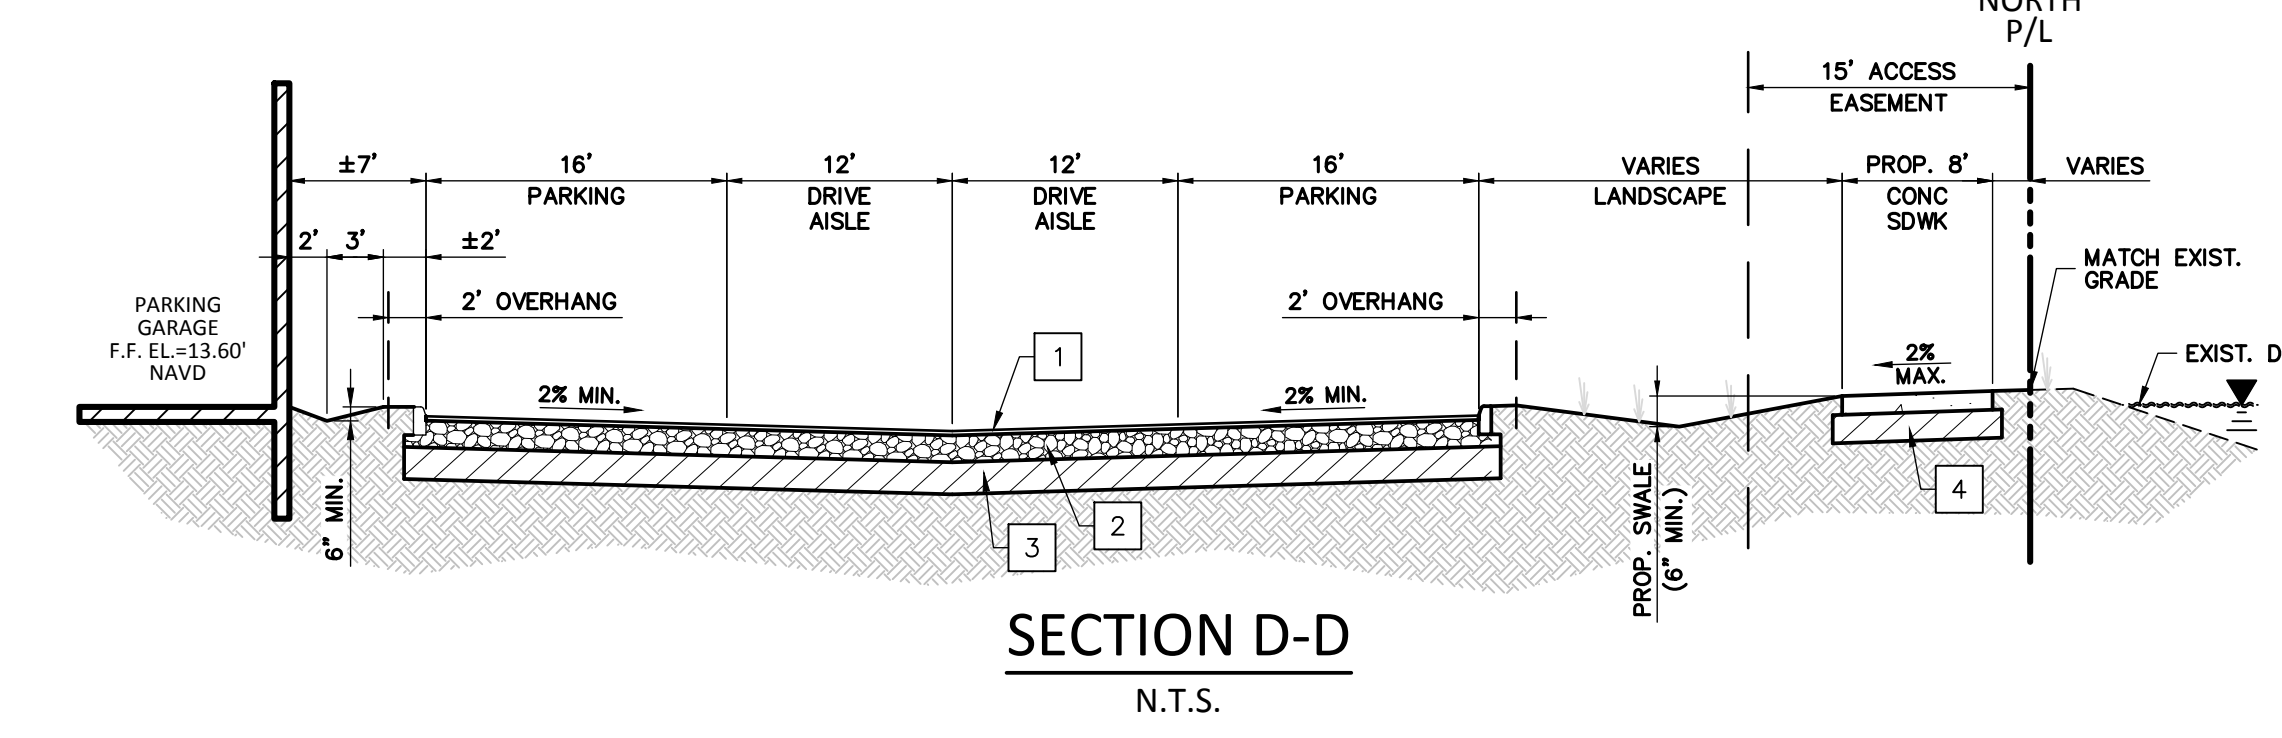 NORTH
P/L
15' ACCESS
EASEMENT
±7'
16'
PARKING
12'
DRIVE
AISLE
12'
DRIVE
AISLE
16'
PARKING
VARIES
LANDSCAPE
PROP. 8'
CONC
SDWK
VARIES
2'
3'
±2'
2' OVERHANG
2' OVERHANG
MATCH EXIST.
GRADE
PARKING
GARAGE
F.F. EL.=13.60'
NAVD
1
2%
MAX.
EXIST. D
2% MIN.
2% MIN.
6" MIN.
2
3
4
PROP. SWALE
(6" MIN.)
SECTION D-D
N.T.S.